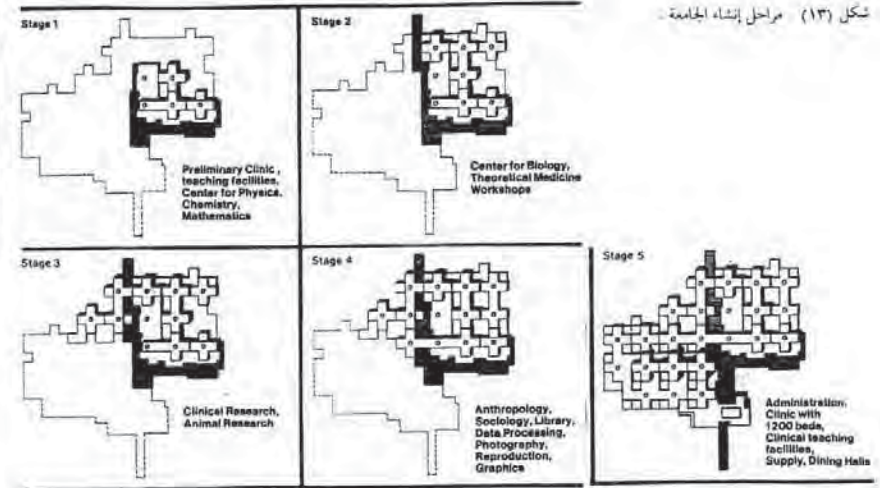 شكل (١٣) مراحل إنشاء الجامعة .
Stage 1
Preliminary Clinic ,
teaching facilities,
Center for Physics,
Chemistry,
Mathematics
Stage 2
Center for Biology,
Theoretical Medicine
Workshops
Stage 3
Clinical Research,
Animal Research
Stage 4
Anthropology,
Sociology, Library,
Data Processing,
Photography,
Reproduction,
Graphics
Stage 5
Administration,
Clinic with
1200 beds,
Clinical teaching
facilities,
Supply, Dining Halls